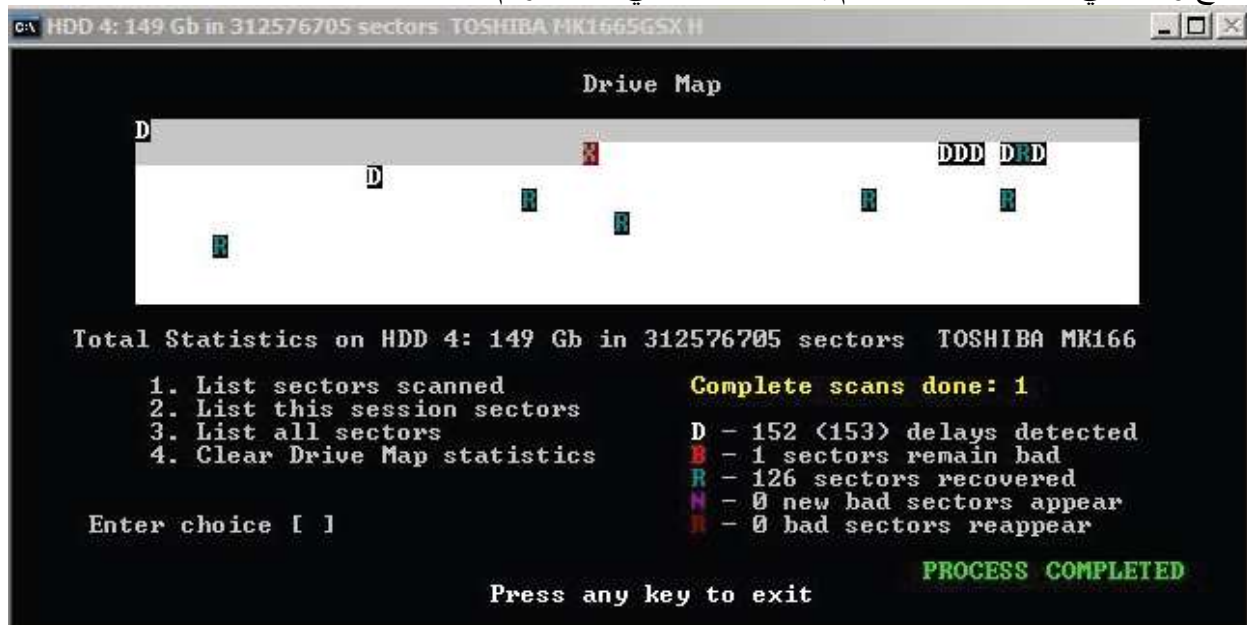 HDD 4: 149 Gb in 312576705 sectors TOSHIBA MK1665GSX H
Drive Map
D
X DDD DRD
D
R R R
R
R
Total Statistics on HDD 4: 149 Gb in 312576705 sectors TOSHIBA MK166
1. List sectors scanned
2. List this session sectors
3. List all sectors
4. Clear Drive Map statistics
Enter choice [ ]
Complete scans done: 1
D - 152 (153) delays detected
B - 1 sectors remain bad
R - 126 sectors recovered
N - 0 new bad sectors appear
R - 0 bad sectors reappear
PROCESS COMPLETED
Press any key to exit